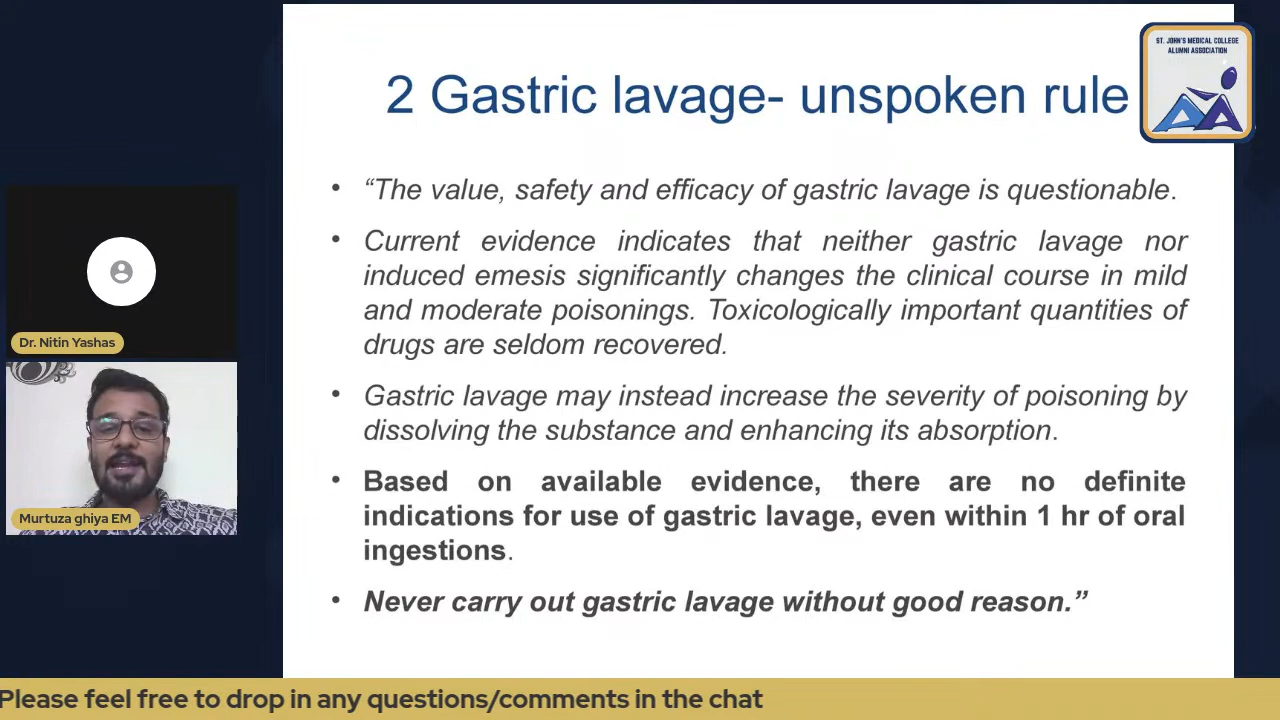 2 Gastric lavage- unspoken rule
ST. JOHN'S MEDICAL COLLEGE
ALUMNI ASSOCIATION
• “The value, safety and efficacy of gastric lavage is questionable.
• Current evidence indicates that neither gastric lavage nor
induced emesis significantly changes the clinical course in mild
and moderate poisonings. Toxicologically important quantities of
drugs are seldom recovered.
• Gastric lavage may instead increase the severity of poisoning by
dissolving the substance and enhancing its absorption.
• Based on available evidence, there are no definite
indications for use of gastric lavage, even within 1 hr of oral
ingestions.
• Never carry out gastric lavage without good reason.”
Dr. Nitin Yashas
Murtuza ghiya EM
Please feel free to drop in any questions/comments in the chat